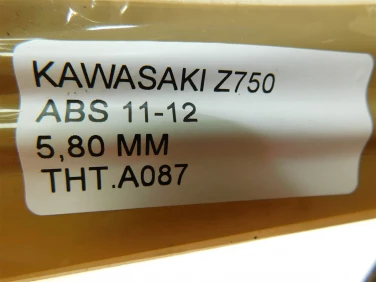 KAWASAKI Z750
ABS 11-12
5,80 MM
THT.A087